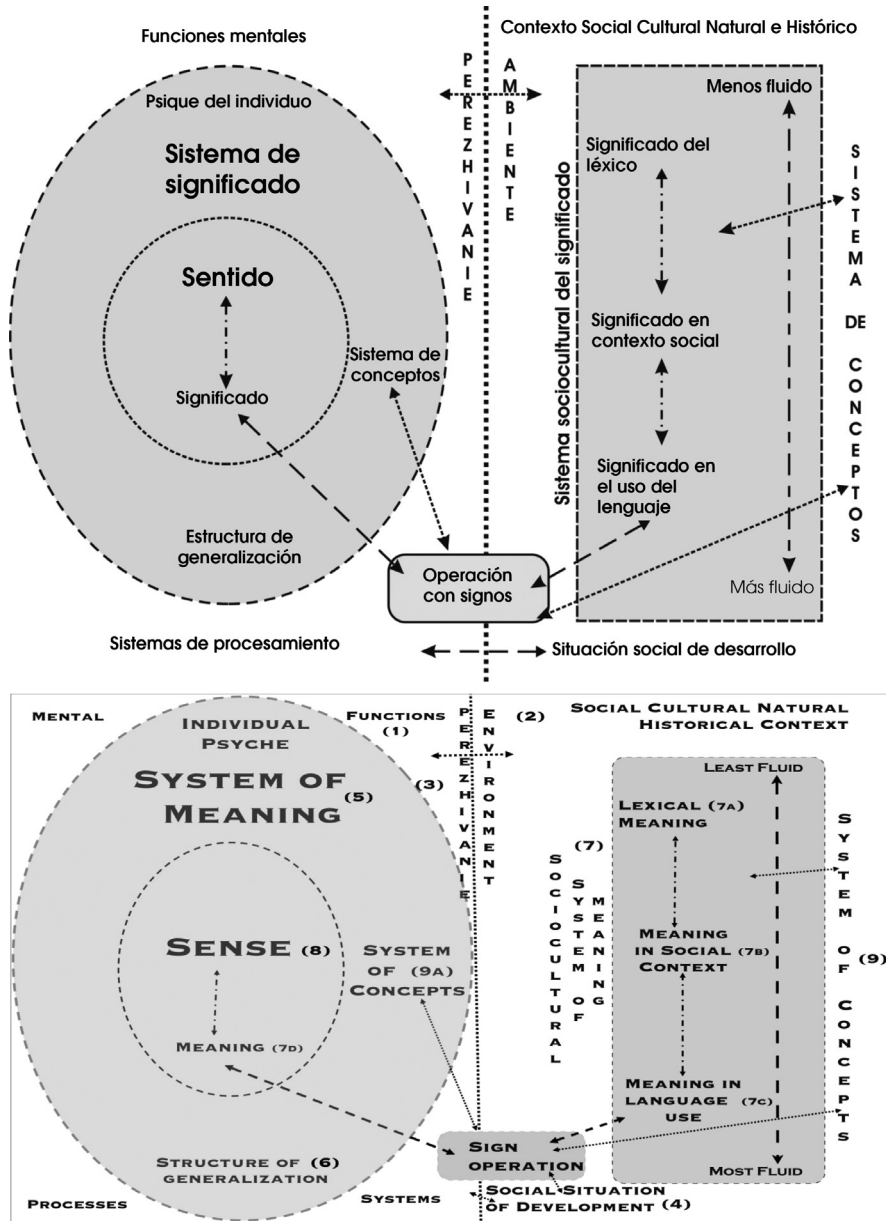 Funciones mentales
Contexto Social Cultural Natural e Histórico
Psique del individuo
Sistema de
significado
Sentido
Significado
Sistema de
conceptos
Estructura de
generalización
PEREZHIVANIE
AMBIENTE
Sistema sociocultural del significado
Menos fluido
Significado del
léxico
Significado en
contexto social
Significado en
el uso del
lenguaje
Más fluido
SISTEMA DE CONCEPTOS
Operación
con signos
Sistemas de procesamiento
Situación social de desarrollo
MENTAL
FUNCTIONS
(1)
INDIVIDUAL
PSYCHE
SYSTEM OF
MEANING (5)
(3)
SENSE (8)
MEANING (7D)
SYSTEM
OF (9A)
CONCEPTS
STRUCTURE OF (6)
GENERALIZATION
PROCESSES
SYSTEMS
PEREZHIVANIE
ENVIRONMENT
(2)
SOCIAL CULTURAL NATURAL
HISTORICAL CONTEXT
(7)
SOCIOCULTURAL
SYSTEM OF
MEANING
LEAST FLUID
LEXICAL (7A)
MEANING
MEANING
IN SOCIAL (7B)
CONTEXT
MEANING IN
LANGUAGE (7C)
USE
MOST FLUID
SYSTEM OF CONCEPTS
(9)
SIGN
OPERATION
SOCIAL SITUATION
OF DEVELOPMENT (4)